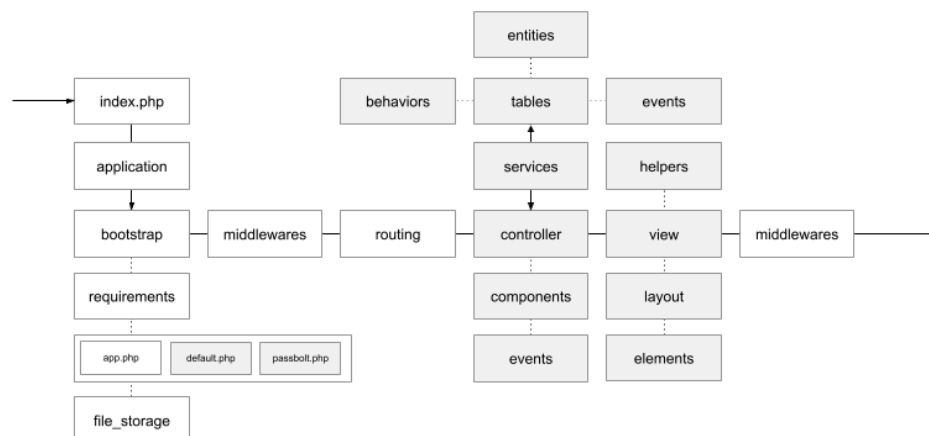 entities
index.php
behaviors
tables
events
application
services
helpers
bootstrap
middlewares
routing
controller
view
middlewares
requirements
components
layout
app.php
default.php
passbolt.php
events
elements
file_storage